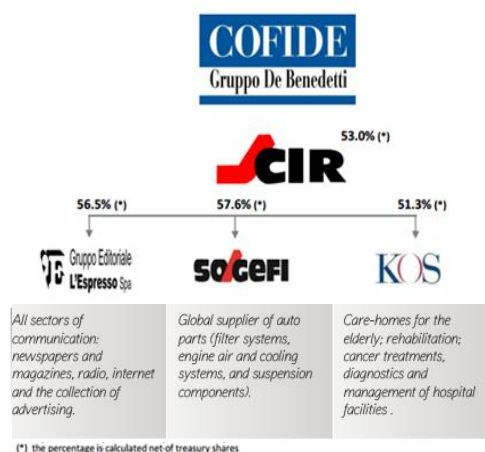 COFIDE
Gruppo De Benedetti
53.0% (*)
CIR
56.5% (*) 57.6% (*) 51.3% (*)
Gruppo Editoriale
L'Espresso Spa
SOGEFI
KOS
All sectors of
communication:
newspapers and
magazines, radio, internet
and the collection of
advertising.
Global supplier of auto
parts (filter systems,
engine air and cooling
systems, and suspension
components).
Care-homes for the
elderly; rehabilitation;
cancer treatments,
diagnostics and
management of hospital
facilities .
(*) the percentage is calculated net of treasury shares